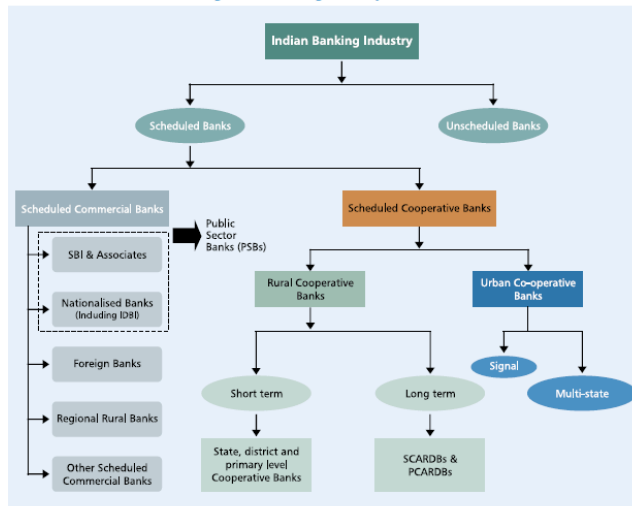 Indian Banking Industry
Scheduled Banks
Unscheduled Banks
Scheduled Commercial Banks
Scheduled Cooperative Banks
Public
Sector
Banks (PSBs)
SBI & Associates
Nationalised Banks
(Including IDBI)
Foreign Banks
Regional Rural Banks
Other Scheduled
Commercial Banks
Rural Cooperative
Banks
Urban Co-operative
Banks
Short term
Long term
Signal
Multi-state
State, district and
primary level
Cooperative Banks
SCARDBs &
PCARDBs